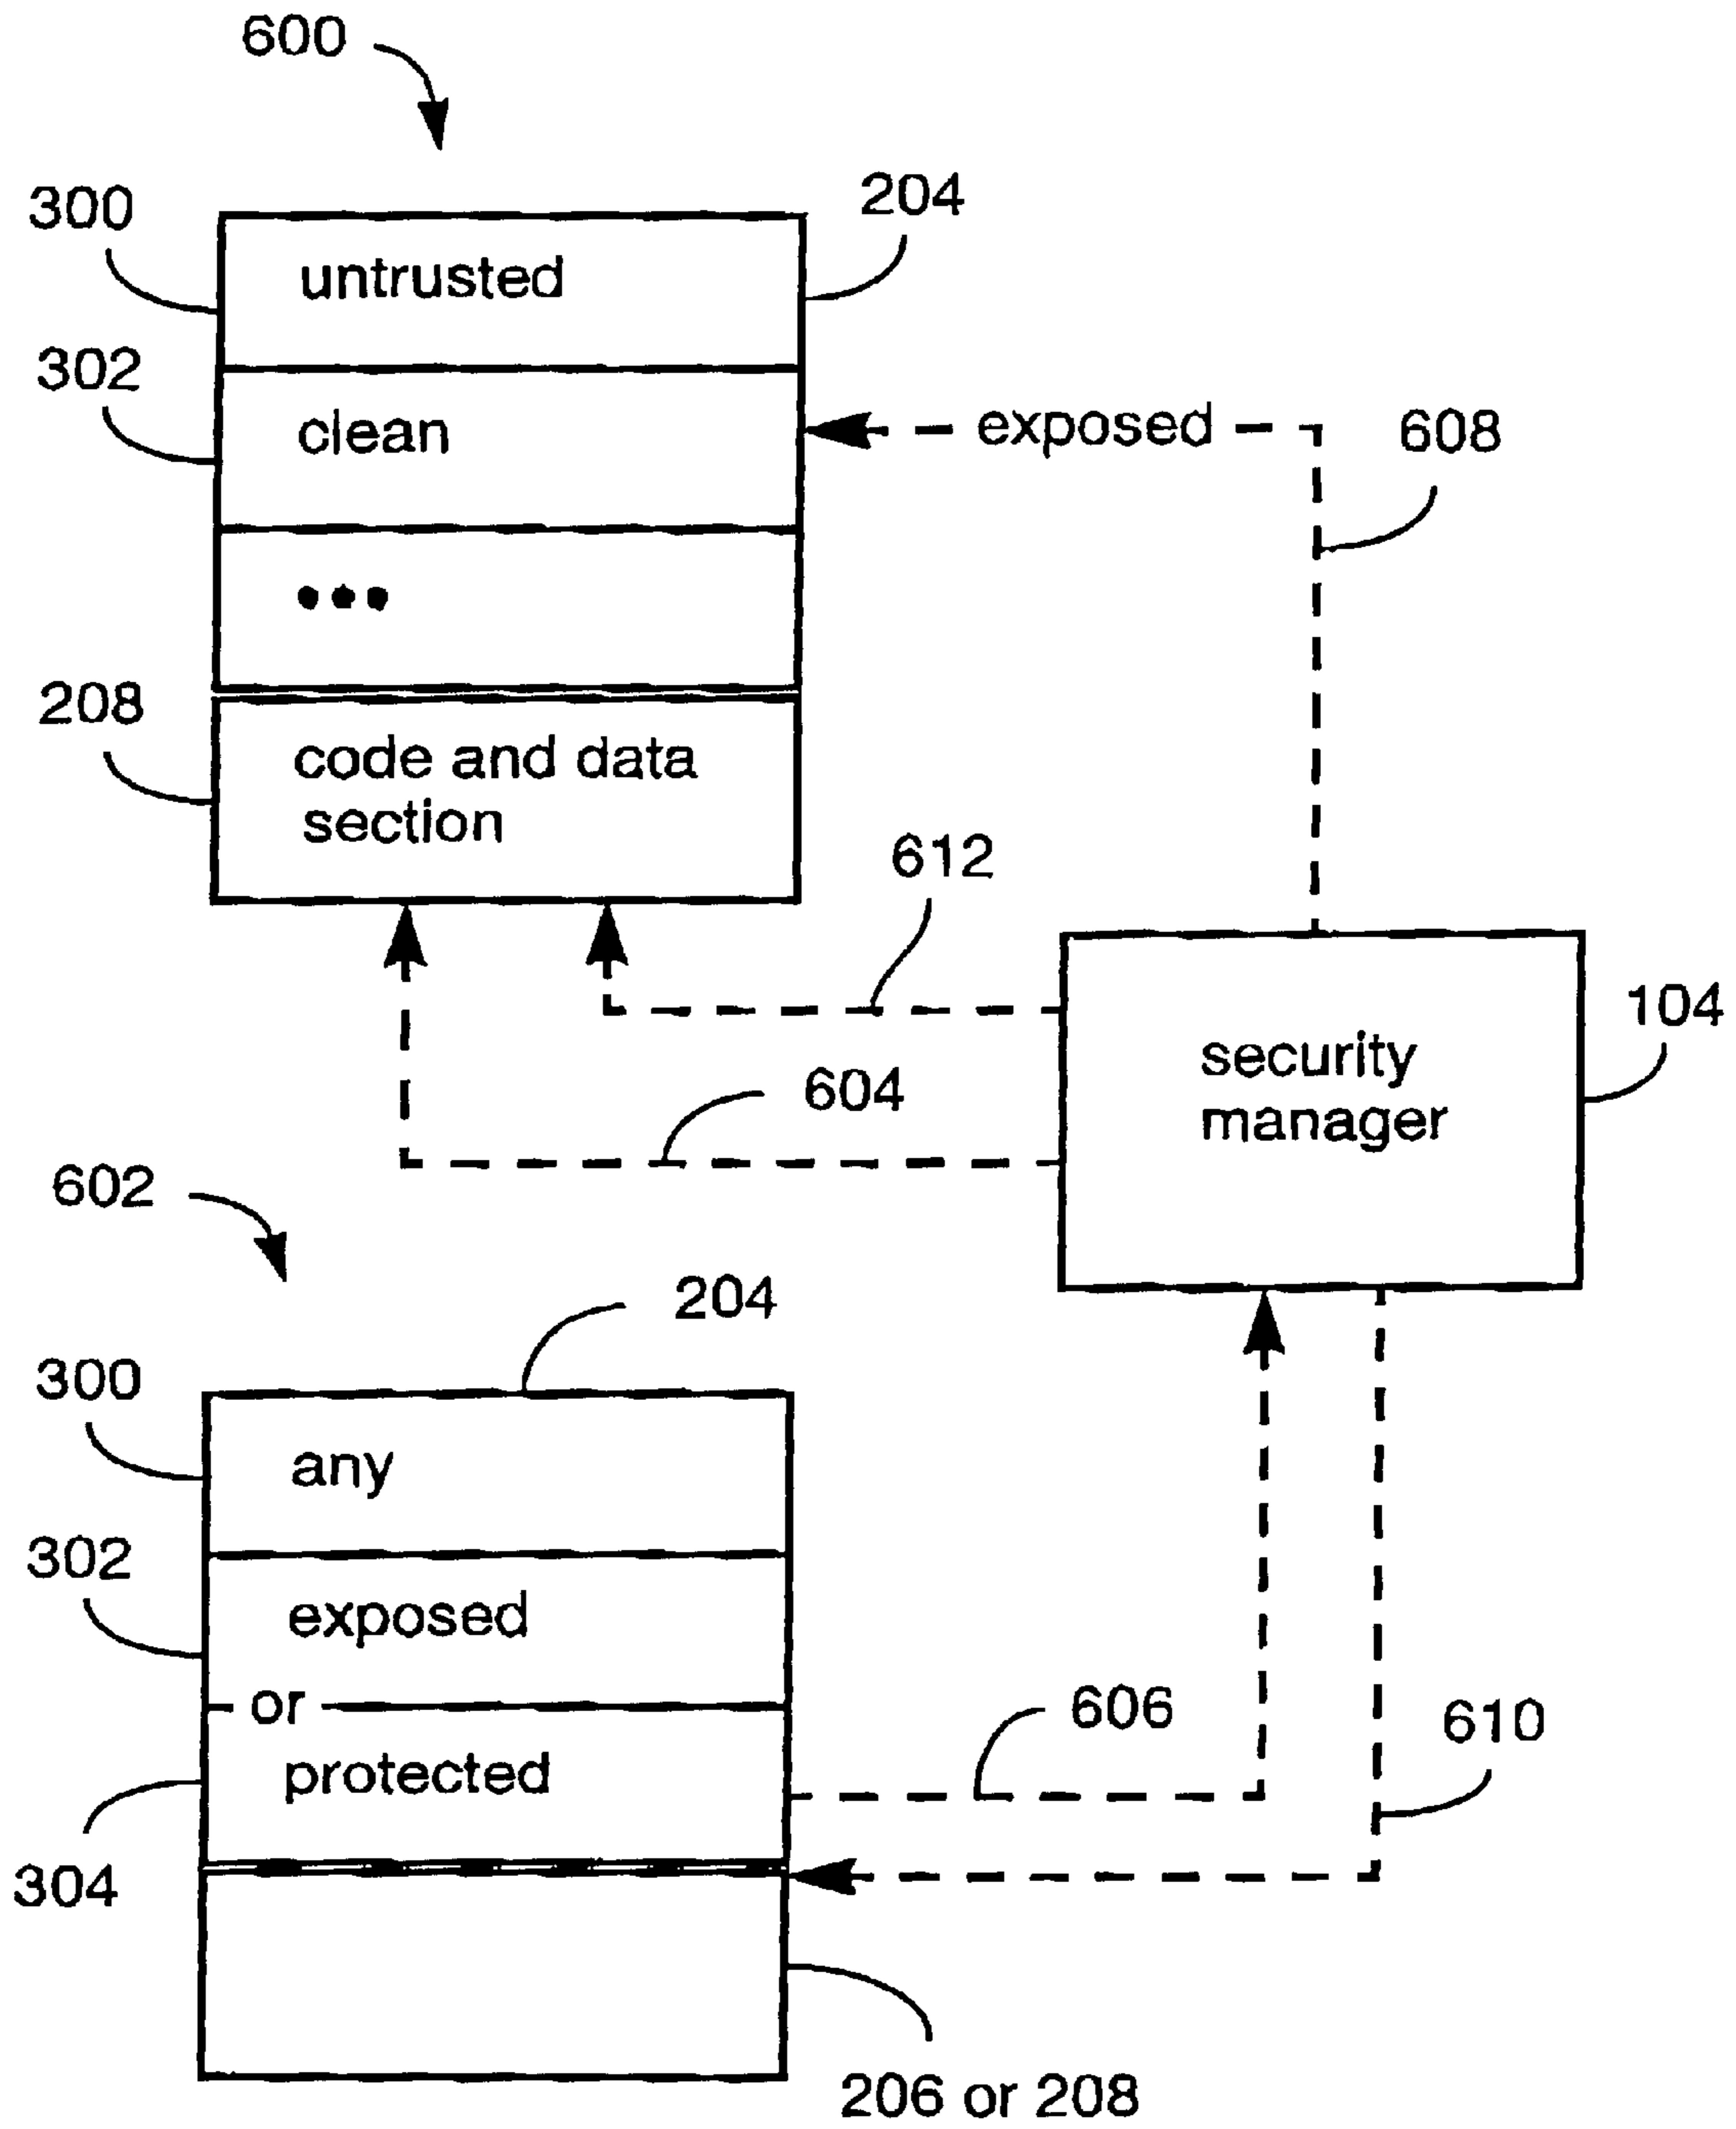 600
300
204
untrusted
302
clean
exposed
608
•••
208
code and data
section
612
104
security
manager
604
602
204
300
any
302
exposed
or
606
610
protected
304
206 or 208